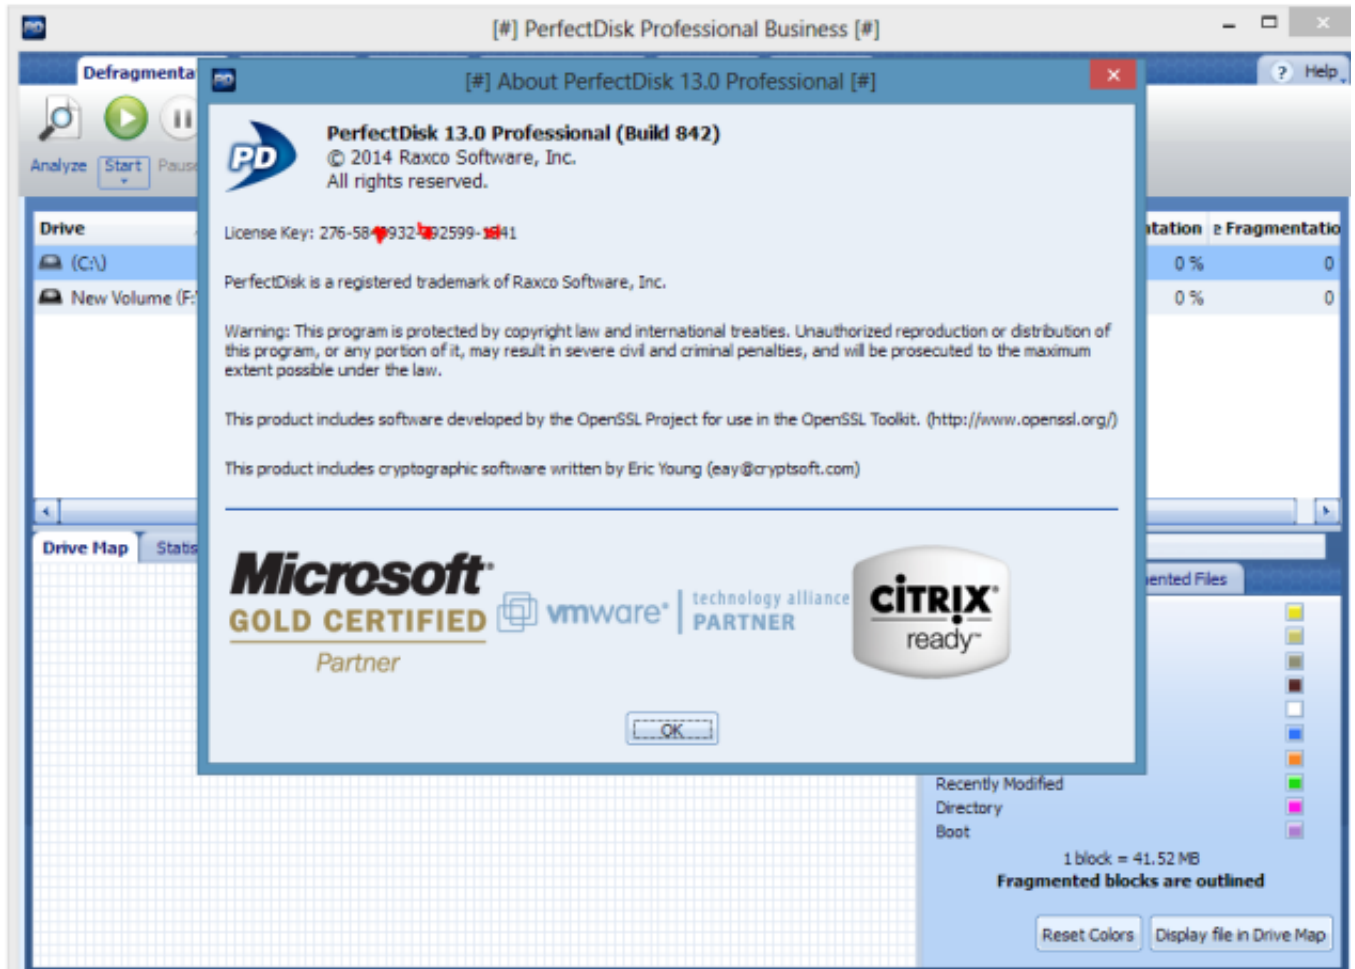 [#] PerfectDisk Professional Business [#]
Defragmenta
Help
[#] About PerfectDisk 13.0 Professional [#]
PD
PerfectDisk 13.0 Professional (Build 842)
© 2014 Raxco Software, Inc.
All rights reserved.
Analyze Start Pause
License Key:
Drive
ntation e Fragmentatio
(C:\)
0 % 0
New Volume (F:
0 % 0
PerfectDisk is a registered trademark of Raxco Software, Inc.
Warning: This program is protected by copyright law and international treaties. Unauthorized reproduction or distribution of
this program, or any portion of it, may result in severe civil and criminal penalties, and will be prosecuted to the maximum
extent possible under the law.
This product includes software developed by the OpenSSL Project for use in the OpenSSL Toolkit. (http://www.openssl.org/)
This product includes cryptographic software written by Eric Young (eay@cryptsoft.com)
Drive Map Statis
ented Files
Microsoft
GOLD CERTIFIED
Partner
vmware® technology alliance
PARTNER
CİTRIX®
ready™
OK
Recently Modified
Directory
Boot
1 block = 41.52 MB
Fragmented blocks are outlined
Reset Colors Display file in Drive Map